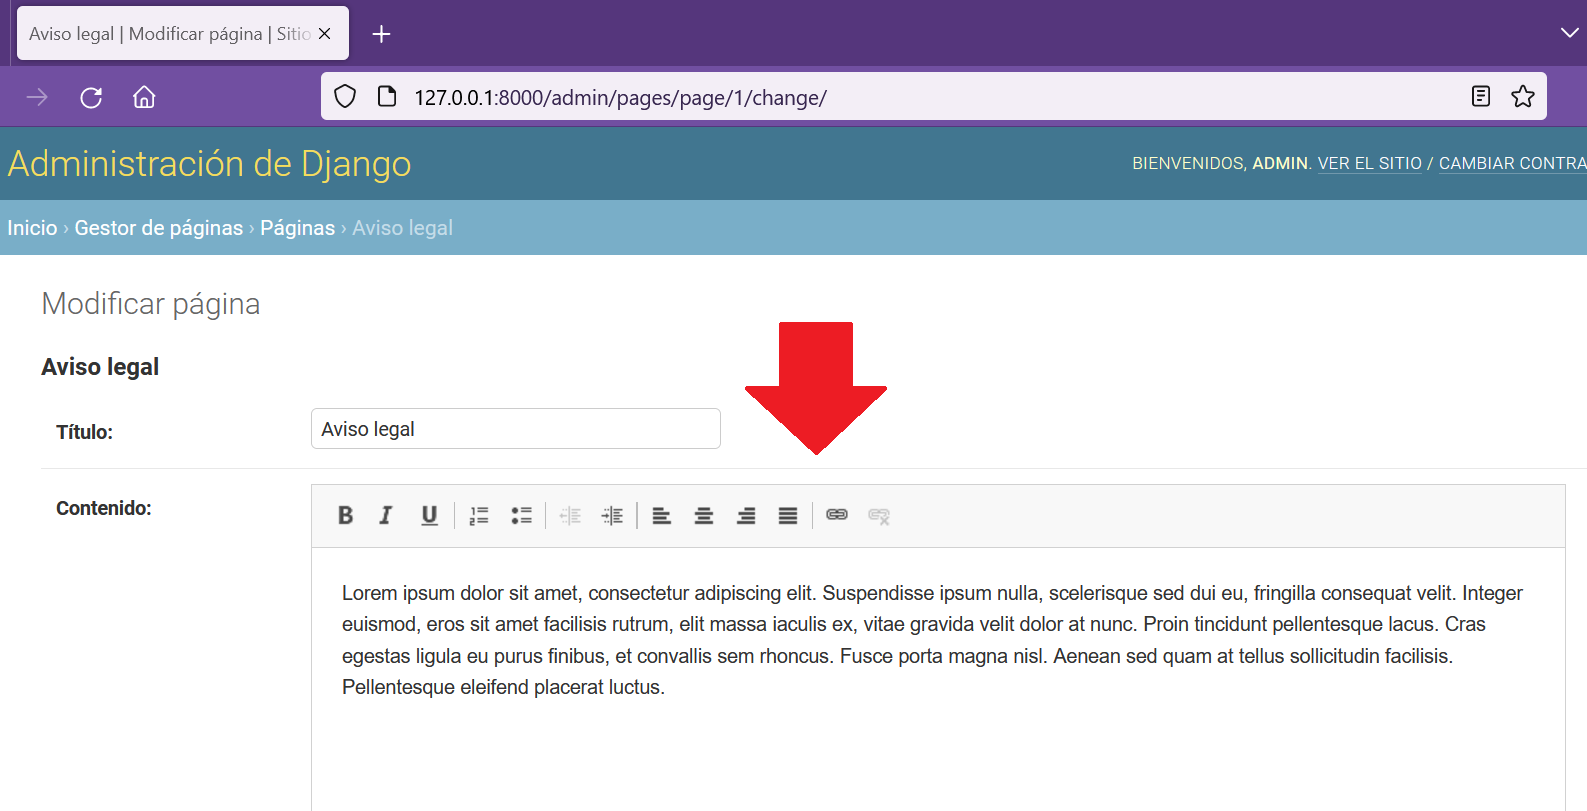 Aviso legal | Modificar página | Sitio
127.0.0.1:8000/admin/pages/page/1/change/
Administración de Django
BIENVENIDOS, ADMIN. VER EL SITIO / CAMBIAR CONTRA
Inicio › Gestor de páginas › Páginas › Aviso legal
Modificar página
Aviso legal
Título: Aviso legal
Contenido:
B I U
Lorem ipsum dolor sit amet, consectetur adipiscing elit. Suspendisse ipsum nulla, scelerisque sed dui eu, fringilla consequat velit. Integer
euismod, eros sit amet facilisis rutrum, elit massa iaculis ex, vitae gravida velit dolor at nunc. Proin tincidunt pellentesque lacus. Cras
egestas ligula eu purus finibus, et convallis sem rhoncus. Fusce porta magna nisl. Aenean sed quam at tellus sollicitudin facilisis.
Pellentesque eleifend placerat luctus.